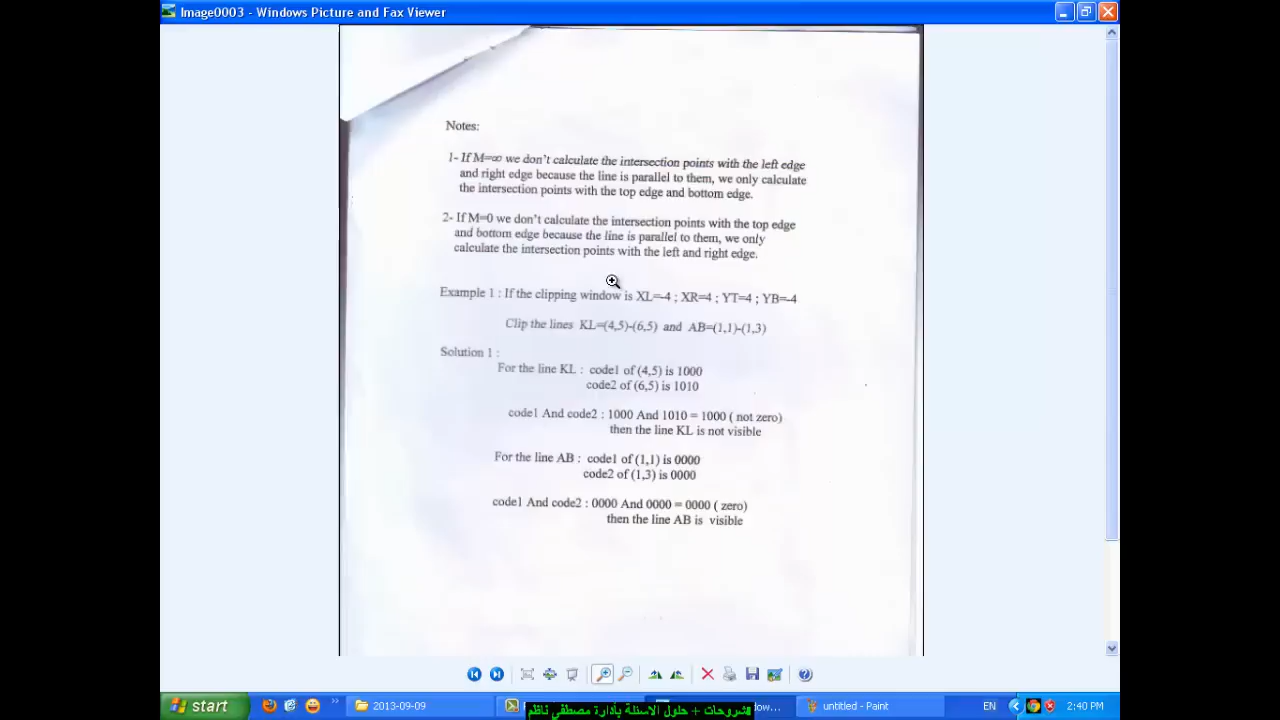 Image0003 - Windows Picture and Fax Viewer
Notes:
1- If M=∞ we don't calculate the intersection points with the left edge
and right edge because the line is parallel to them, we only calculate
the intersection points with the top edge and bottom edge.
2- If M=0 we don't calculate the intersection points with the top edge
and bottom edge because the line is parallel to them, we only
calculate the intersection points with the left and right edge.
Example 1 : If the clipping window is XL=-4 ; XR=4 ; YT=4 ; YB=-4
Clip the lines KL=(4,5)-(6,5) and AB=(1,1)-(1,3)
Solution 1 :
For the line KL : code1 of (4,5) is 1000
code2 of (6,5) is 1010
code1 And code2 : 1000 And 1010 = 1000 ( not zero)
then the line KL is not visible
For the line AB : code1 of (1,1) is 0000
code2 of (1,3) is 0000
code1 And code2 : 0000 And 0000 = 0000 ( zero)
then the line AB is visible
start
2013-09-09
dow...
untitled - Paint
EN
2:40 PM
شروحات + حلول الاسئلة بأدارة مصطفى ناظم